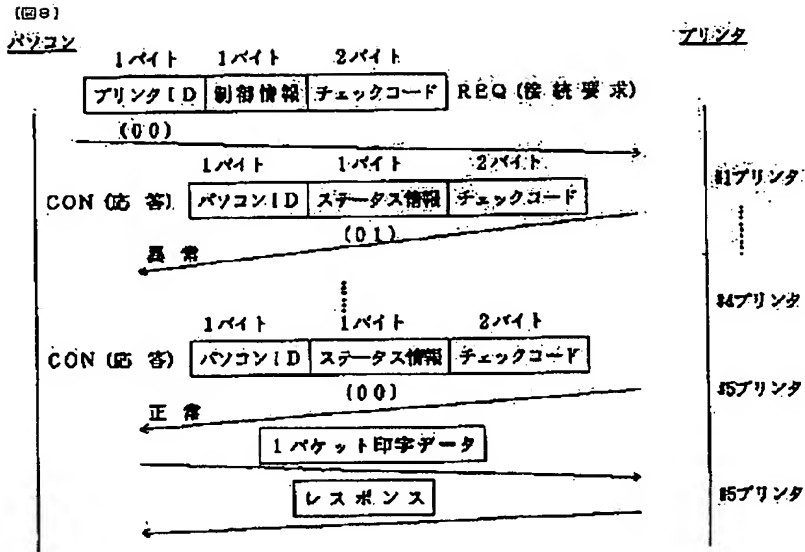 (図8)
パソコン
プリンタ
1バイト 1バイト 2バイト
プリンタID 制御情報 チェックコード REQ (接続要求)
(00)
1バイト 1バイト 2バイト
#1プリンタ
CON (応答) パソコンID ステータス情報 チェックコード
(01)
異常
#4プリンタ
1バイト 1バイト 2バイト
CON (応答) パソコンID ステータス情報 チェックコード
(00)
#5プリンタ
正常
1パケット印字データ
レスポンス
#5プリンタ